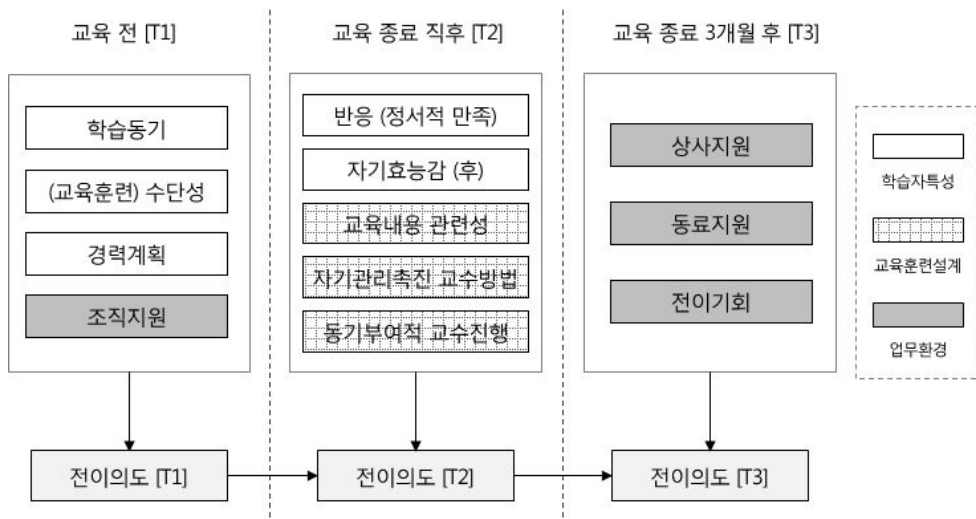 교육 전 [T1]
교육 종료 직후 [T2]
교육 종료 3개월 후 [T3]
학습동기
(교육훈련) 수단성
경력계획
조직지원
반응 (정서적 만족)
자기효능감 (후)
교육내용 관련성
자기관리촉진 교수방법
동기부여적 교수진행
상사지원
동료지원
전이기회
학습자특성
교육훈련설계
업무환경
전이의도 [T1]
전이의도 [T2]
전이의도 [T3]